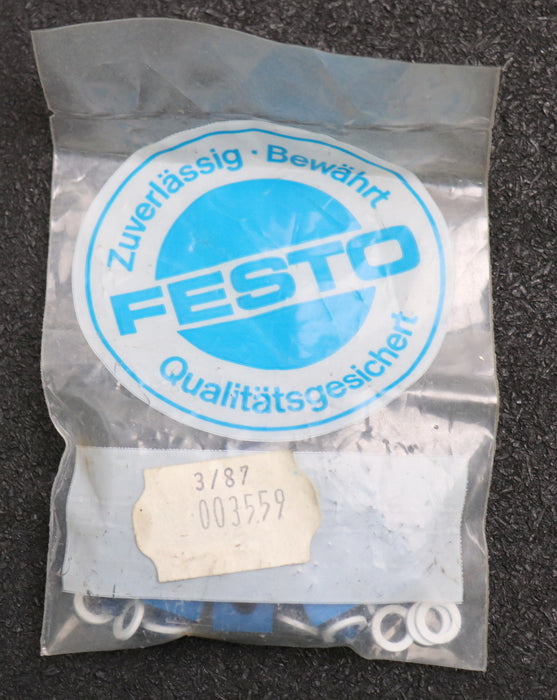 Zuverlässig · Bewährt
FESTO
Qualitätsgesichert
3/87
003559